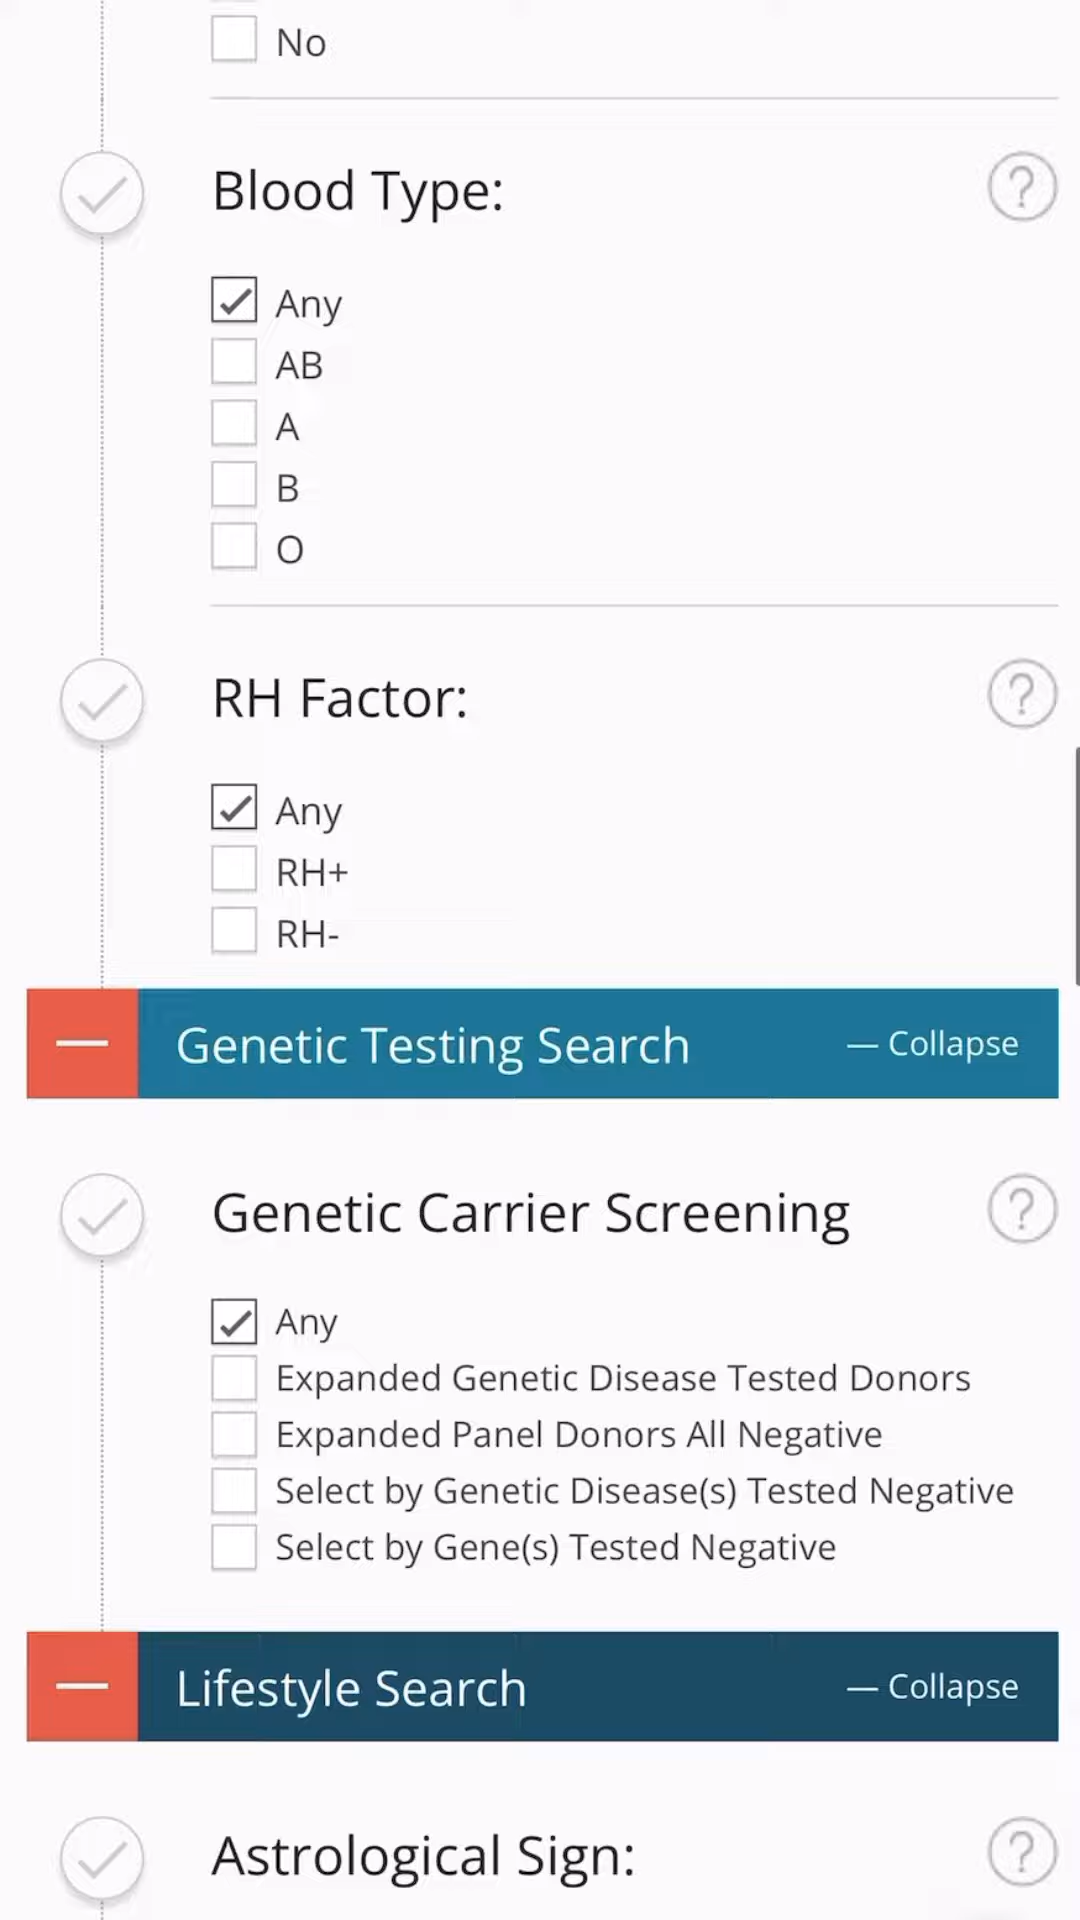 No
Blood Type:
?
Any
AB
A
B
O
RH Factor:
?
Any
RH+
RH-
Genetic Testing Search — Collapse
Genetic Carrier Screening
?
Any
Expanded Genetic Disease Tested Donors
Expanded Panel Donors All Negative
Select by Genetic Disease(s) Tested Negative
Select by Gene(s) Tested Negative
Lifestyle Search — Collapse
Astrological Sign:
?